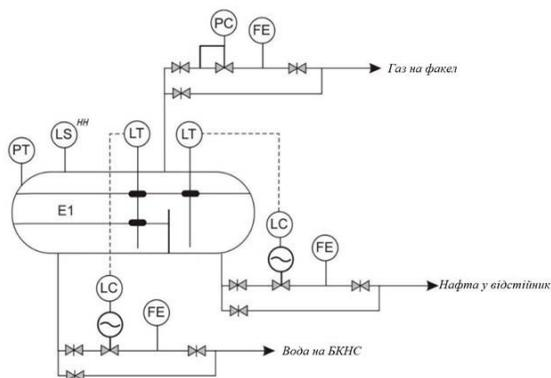 PC
FE
Газ на факел
LS НН
LT
LT
PT
E1
LC
FE
Нафта у відстійник
LC
FE
Вода на БКНС